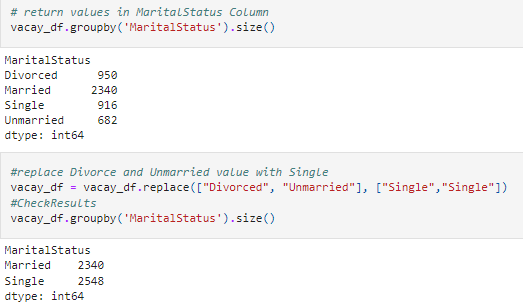 # return values in MaritalStatus Column
vacay_df.groupby('MaritalStatus').size()
MaritalStatus
Divorced 950
Married 2340
Single 916
Unmarried 682
dtype: int64
#replace Divorce and Unmarried value with Single
vacay_df = vacay_df.replace(["Divorced", "Unmarried"], ["Single","Single"])
#CheckResults
vacay_df.groupby('MaritalStatus').size()
MaritalStatus
Married 2340
Single 2548
dtype: int64